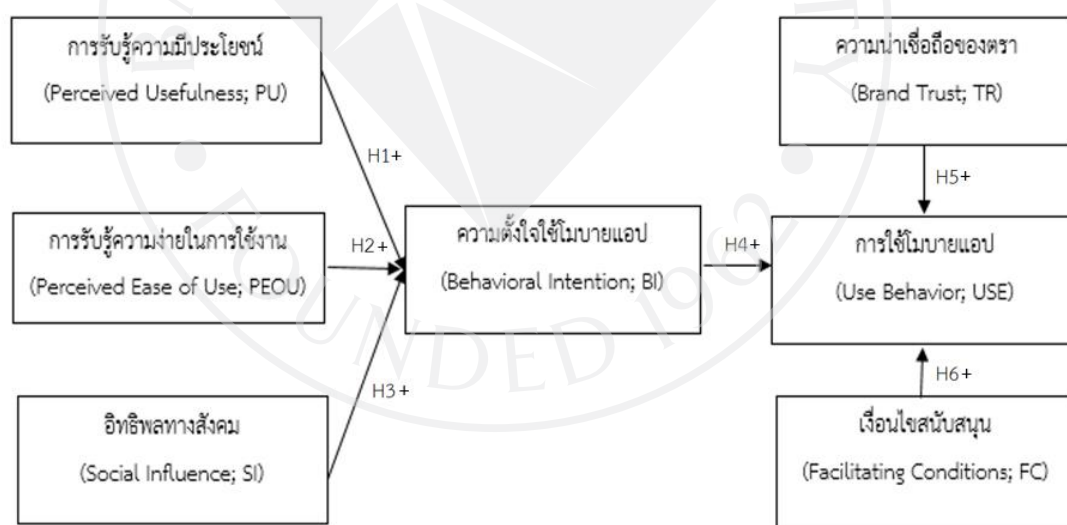 การรับรู้ความมีประโยชน์
(Perceived Usefulness; PU)
ความน่าเชื่อถือของตรา
(Brand Trust; TR)
H1+
H5+
การรับรู้ความง่ายในการใช้งาน
(Perceived Ease of Use; PEOU)
H2+
ความตั้งใจใช้โมบายแอป
(Behavioral Intention; BI)
H4+
การใช้โมบายแอป
(Use Behavior; USE)
H3+
H6+
อิทธิพลทางสังคม
(Social Influence; SI)
เงื่อนไขสนับสนุน
(Facilitating Conditions; FC)
FOUNDED 1962